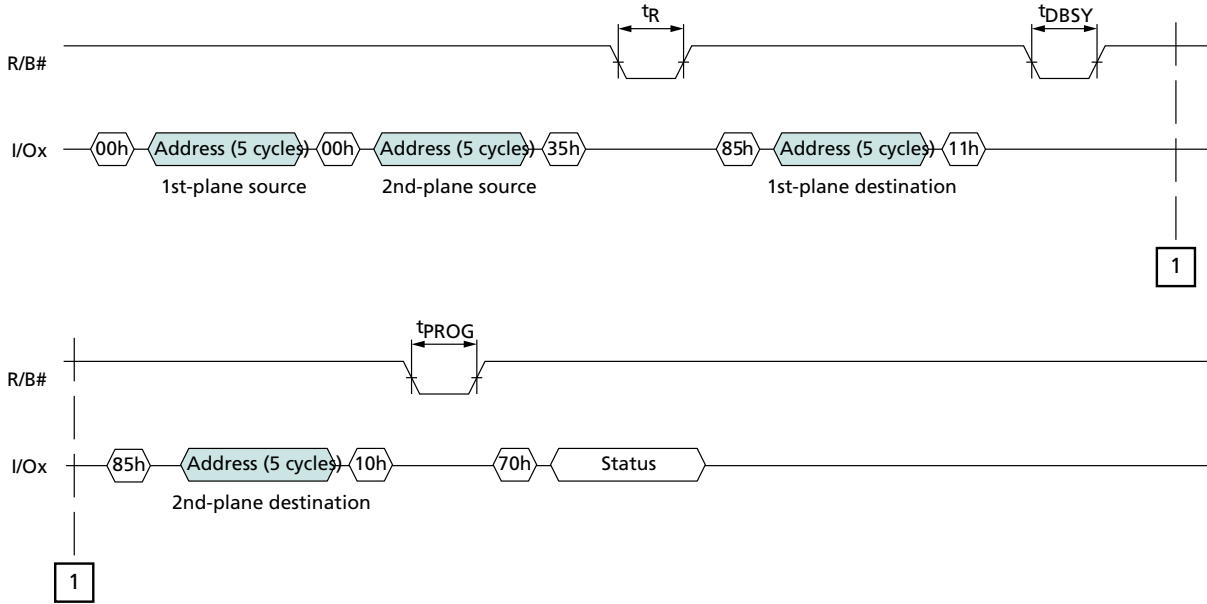 tR tDBSY
R/B#
I/Ox 00h Address (5 cycles) 00h Address (5 cycles) 35h 85h Address (5 cycles) 11h
1st-plane source 2nd-plane source 1st-plane destination
1
tPROG
R/B#
I/Ox 85h Address (5 cycles) 10h 70h Status
2nd-plane destination
1